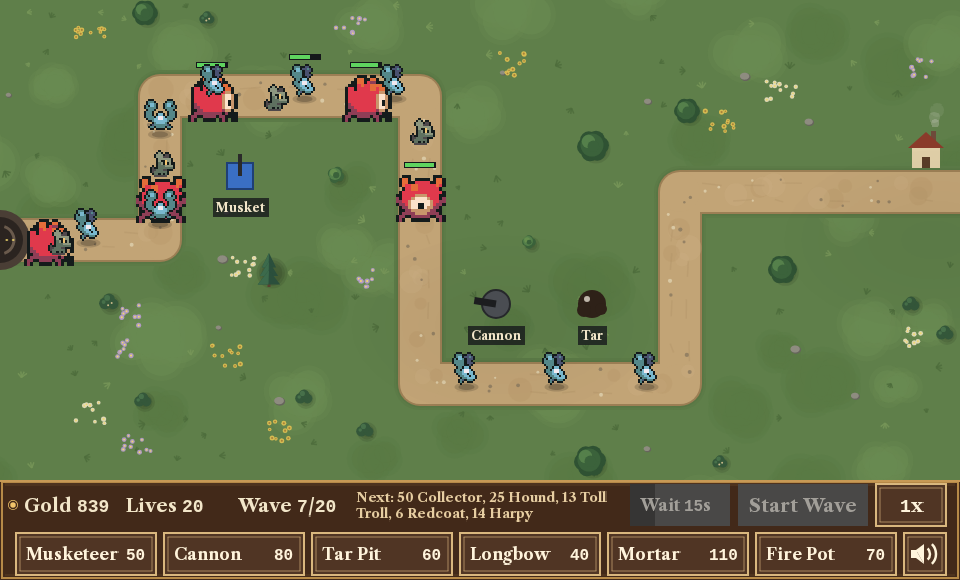 Musket
Cannon
Tar
Gold 839
Lives 20
Wave 7/20
Next: 50 Collector, 25 Hound, 13 Toll
Troll, 6 Redcoat, 14 Harpy
Wait 15s
Start Wave
1x
Musketeer 50
Cannon 80
Tar Pit 60
Longbow 40
Mortar 110
Fire Pot 70